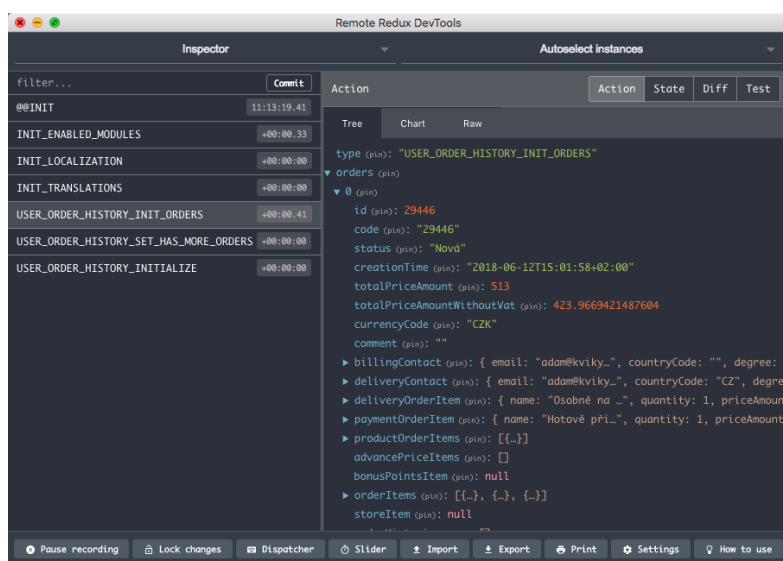 Remote Redux DevTools
Inspector
Autoselect instances
filter...
Commit
@@INIT 11:13:19.41
INIT_ENABLED_MODULES +00:00.33
INIT_LOCALIZATION +00:00:00
INIT_TRANSLATIONS +00:00:00
USER_ORDER_HISTORY_INIT_ORDERS +00:00.41
USER_ORDER_HISTORY_SET_HAS_MORE_ORDERS +00:00:00
USER_ORDER_HISTORY_INITIALIZE +00:00:00
Action
Action State Diff Test
Tree Chart Raw
type (pin): "USER_ORDER_HISTORY_INIT_ORDERS"
orders (pin)
0 (pin)
id (pin): 29446
code (pin): "29446"
status (pin): "Nová"
creationTime (pin): "2018-06-12T15:01:58+02:00"
totalPriceAmount (pin): 513
totalPriceAmountWithoutVat (pin): 423.9669421487604
currencyCode (pin): "CZK"
comment (pin): ""
billingContact (pin): { email: "adam@kviky…", countryCode: "", degree:
deliveryContact (pin): { email: "adam@kviky…", countryCode: "CZ", degre
deliveryOrderItem (pin): { name: "Osobně na …", quantity: 1, priceAmoun
paymentOrderItem (pin): { name: "Hotově při…", quantity: 1, priceAmount
productOrderItems (pin): [{…}]
advancePriceItems (pin): []
bonusPointsItem (pin): null
orderItems (pin): [{…}, {…}, {…}]
storeItem (pin): null
Pause recording Lock changes Dispatcher Slider Import Export Print Settings How to use